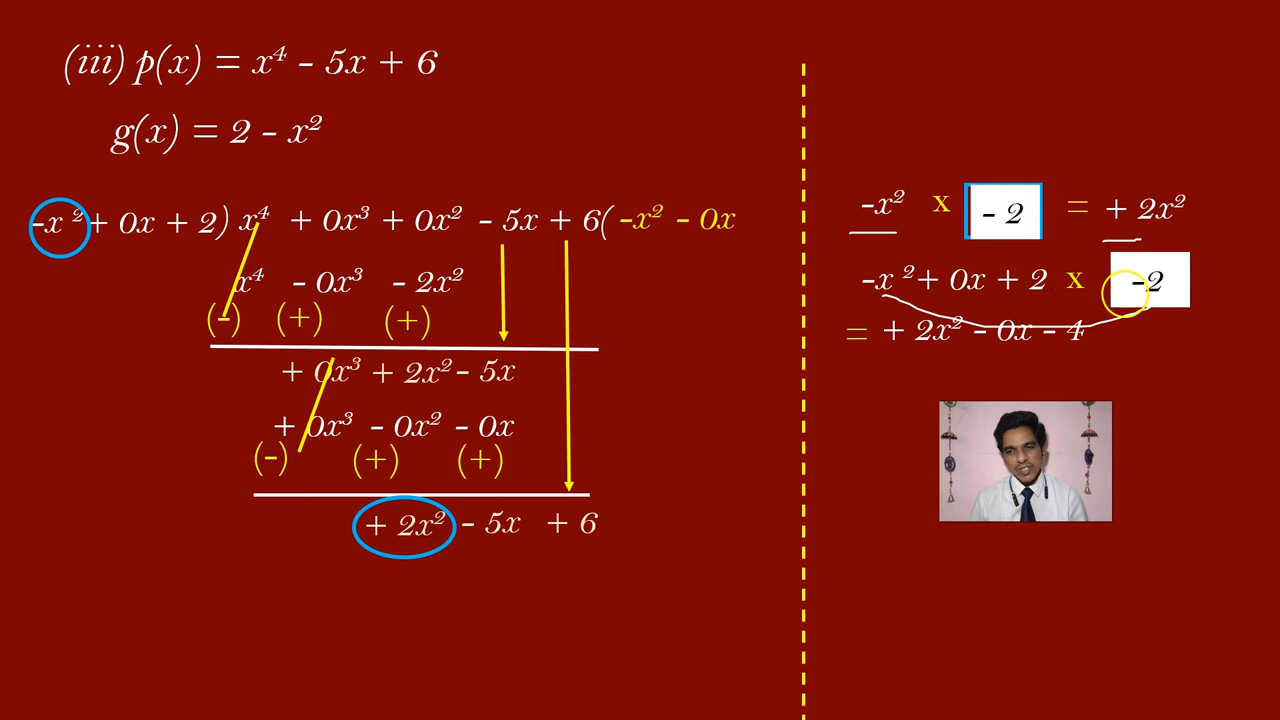 (iii) p(x) = x⁴ - 5x + 6
g(x) = 2 - x²
-x² + 0x + 2) x⁴ + 0x³ + 0x² - 5x + 6( -x² - 0x
x⁴ - 0x³ - 2x²
(-) (+) (+)
+ 0x³ + 2x² - 5x
+ 0x³ - 0x² - 0x
(-) (+) (+)
+ 2x² - 5x + 6
-x² x - 2 = + 2x²
-x² + 0x + 2 x -2
= + 2x² - 0x - 4